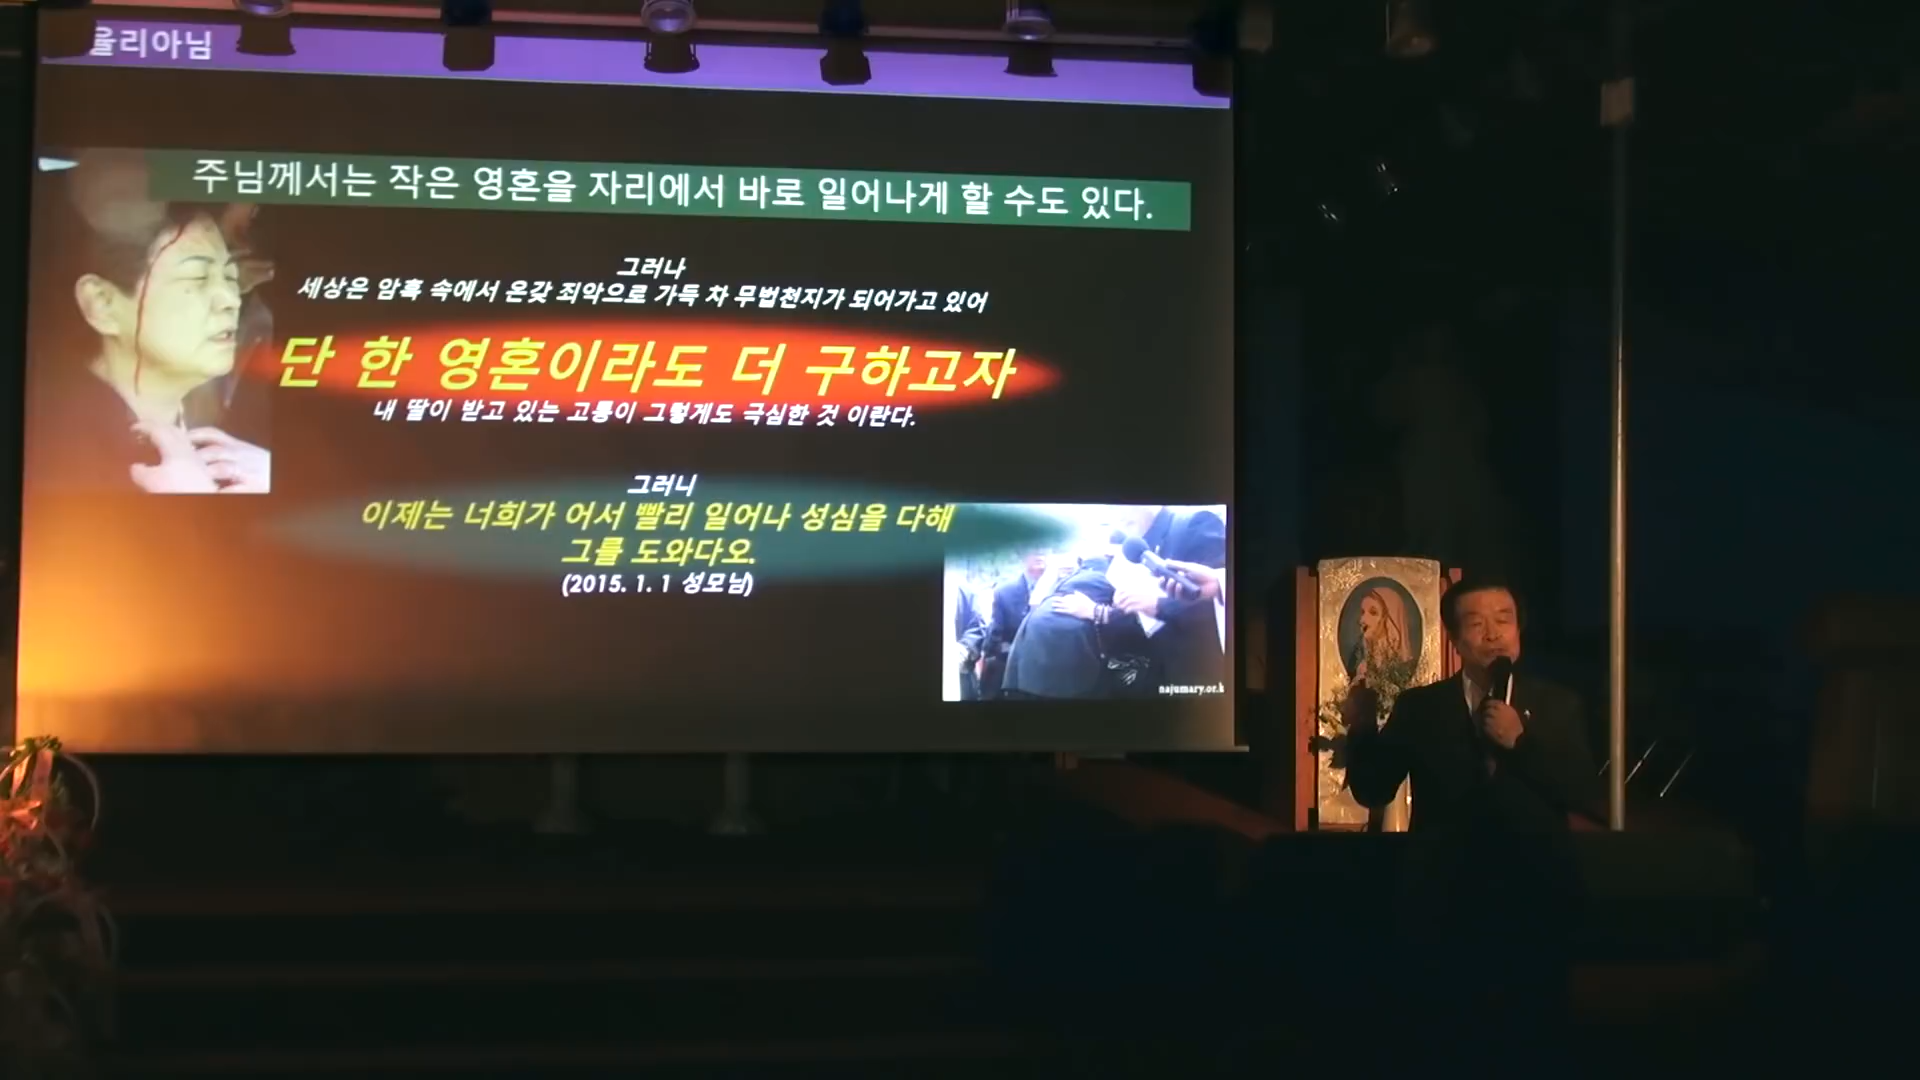 율리아님
주님께서는 작은 영혼을 자리에서 바로 일어나게 할 수도 있다.
그러나
세상은 암흑 속에서 온갖 죄악으로 가득 차 무법천지가 되어가고 있어
단 한 영혼이라도 더 구하고자
내 딸이 받고 있는 고통이 그렇게도 극심한 것 이란다.
그러니
이제는 너희가 어서 빨리 일어나 성심을 다해
그를 도와다오.
(2015. 1. 1 성모님)
najumary.or.k